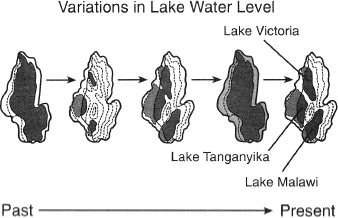 Variations in Lake Water Level
Lake Victoria
Lake Tanganyika
Lake Malawi
Past
Present